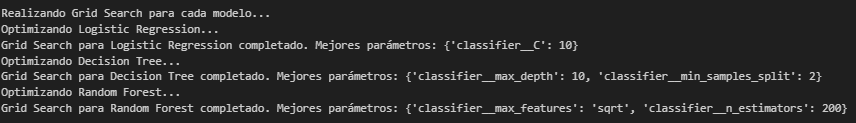 Realizando Grid Search para cada modelo...
Optimizando Logistic Regression...
Grid Search para Logistic Regression completado. Mejores parámetros: {'classifier__C': 10}
Optimizando Decision Tree...
Grid Search para Decision Tree completado. Mejores parámetros: {'classifier__max_depth': 10, 'classifier__min_samples_split': 2}
Optimizando Random Forest...
Grid Search para Random Forest completado. Mejores parámetros: {'classifier__max_features': 'sqrt', 'classifier__n_estimators': 200}